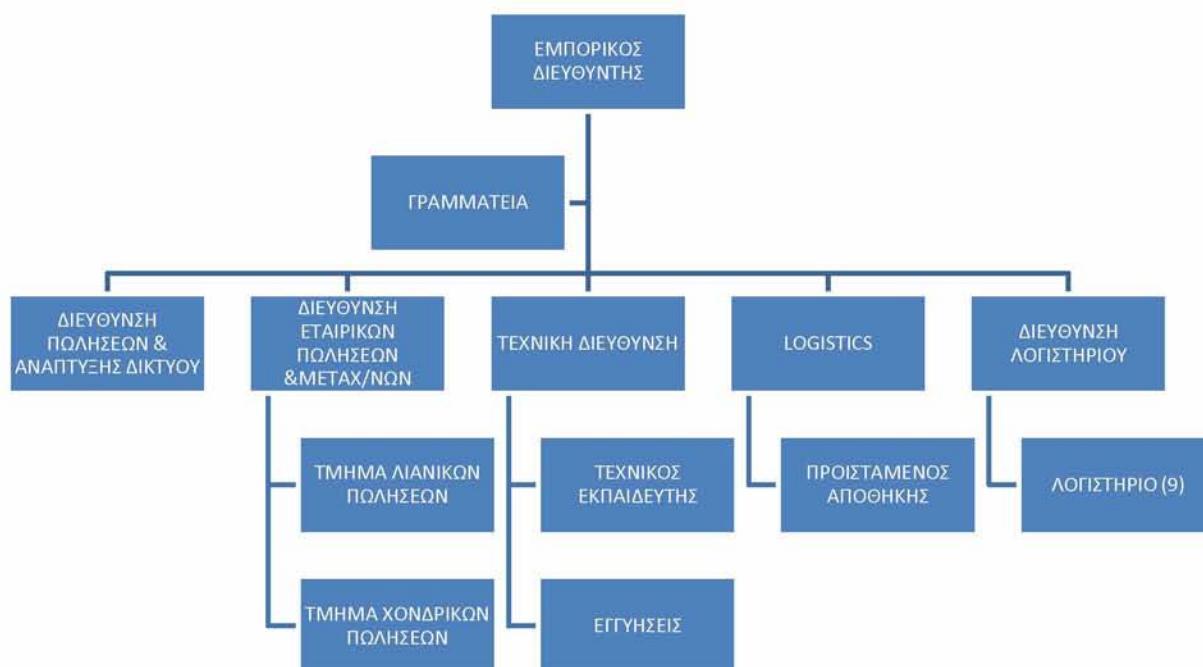 ΕΜΠΟΡΙΚΟΣ
ΔΙΕΥΘΥΝΤΗΣ
ΓΡΑΜΜΑΤΕΙΑ
ΔΙΕΥΘΥΝΣΗ
ΠΩΛΗΣΕΩΝ &
ΑΝΑΠΤΥΞΗΣ ΔΙΚΤΥΟΥ
ΔΙΕΥΘΥΝΣΗ
ΕΤΑΙΡΙΚΩΝ
ΠΩΛΗΣΕΩΝ
&ΜΕΤΑΧ/ΝΩΝ
ΤΕΧΝΙΚΗ ΔΙΕΥΘΥΝΣΗ
LOGISTICS
ΔΙΕΥΘΥΝΣΗ
ΛΟΓΙΣΤΗΡΙΟΥ
ΤΜΗΜΑ ΛΙΑΝΙΚΩΝ
ΠΩΛΗΣΕΩΝ
ΤΕΧΝΙΚΟΣ
ΕΚΠΑΙΔΕΥΤΗΣ
ΠΡΟΙΣΤΑΜΕΝΟΣ
ΑΠΟΘΗΚΗΣ
ΛΟΓΙΣΤΗΡΙΟ (9)
ΤΜΗΜΑ ΧΟΝΔΡΙΚΩΝ
ΠΩΛΗΣΕΩΝ
ΕΓΓΥΗΣΕΙΣ